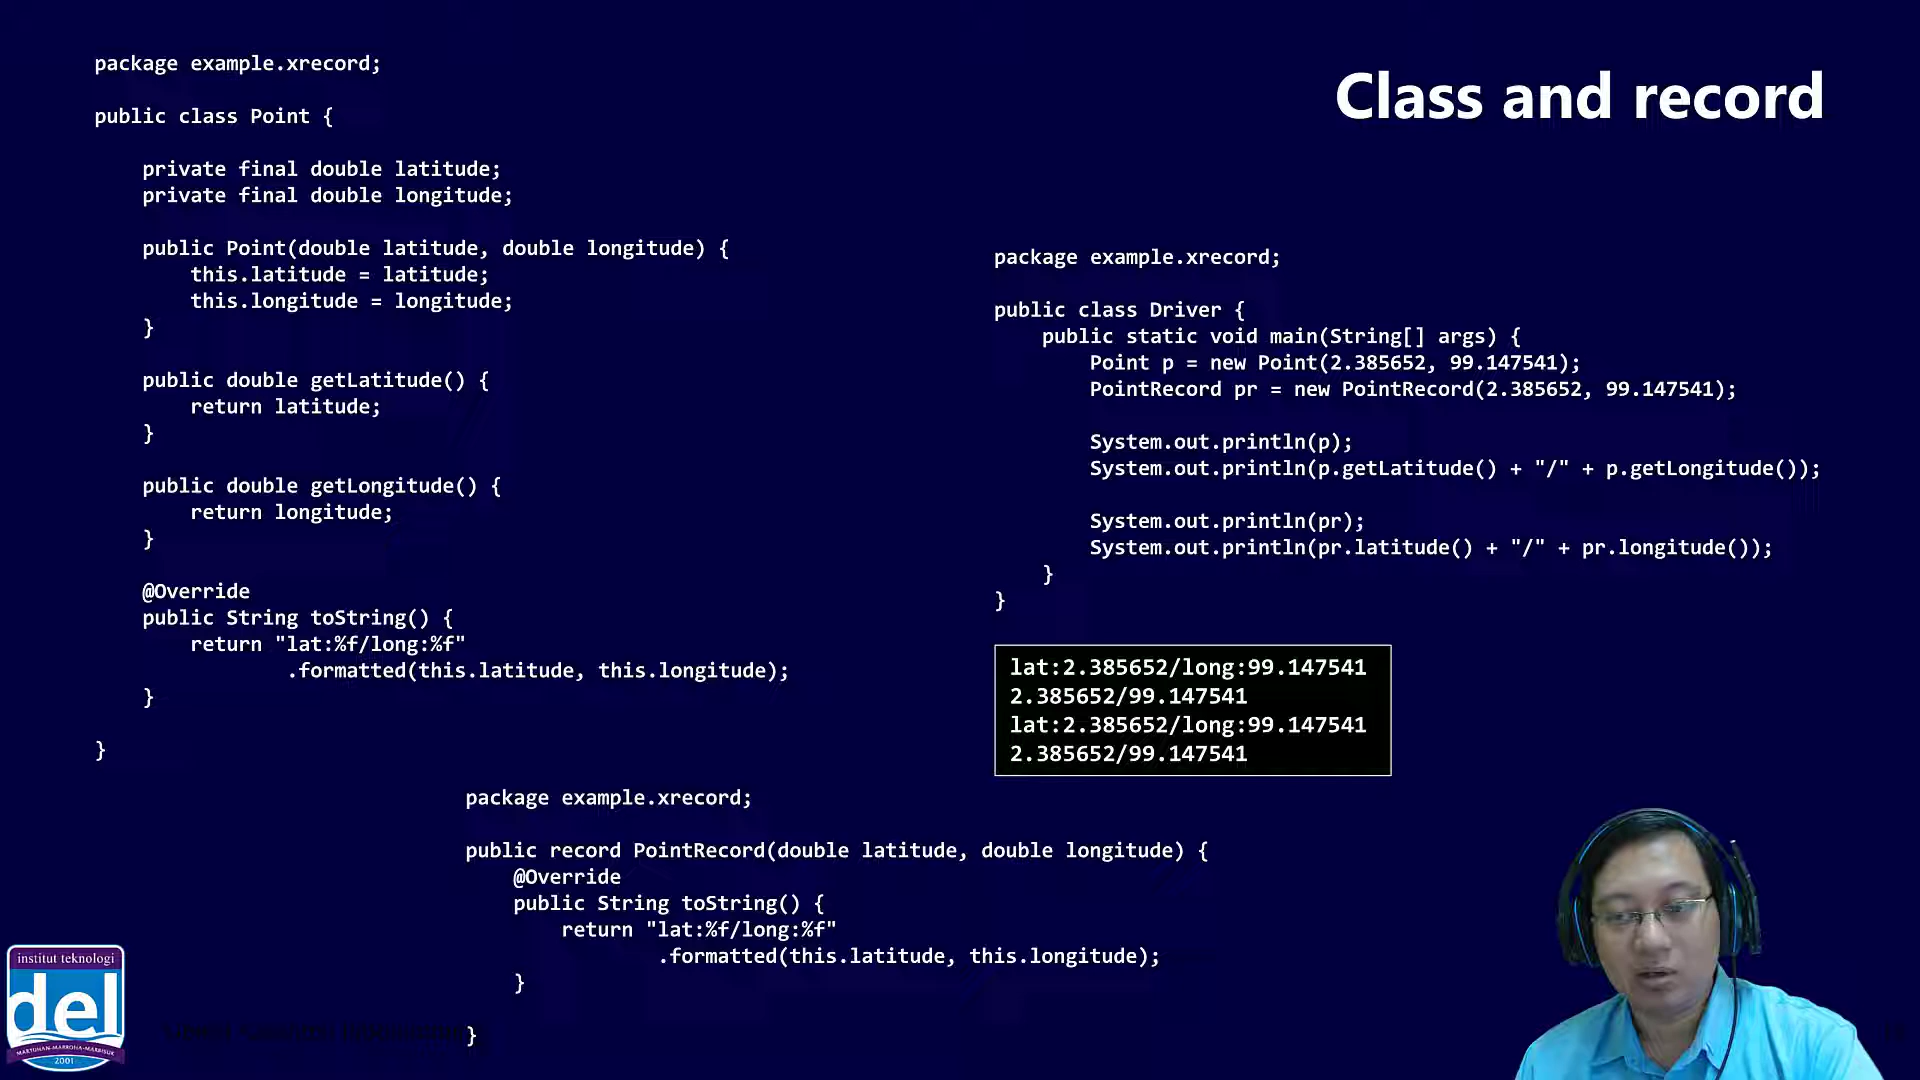 Class and record
package example.xrecord;
public class Point {
private final double latitude;
private final double longitude;
public Point(double latitude, double longitude) {
this.latitude = latitude;
this.longitude = longitude;
}
public double getLatitude() {
return latitude;
}
public double getLongitude() {
return longitude;
}
@Override
public String toString() {
return "lat:%f/long:%f"
.formatted(this.latitude, this.longitude);
}
}
package example.xrecord;
public class Driver {
public static void main(String[] args) {
Point p = new Point(2.385652, 99.147541);
PointRecord pr = new PointRecord(2.385652, 99.147541);
System.out.println(p);
System.out.println(p.getLatitude() + "/" + p.getLongitude());
System.out.println(pr);
System.out.println(pr.latitude() + "/" + pr.longitude());
}
}
lat:2.385652/long:99.147541
2.385652/99.147541
lat:2.385652/long:99.147541
2.385652/99.147541
package example.xrecord;
public record PointRecord(double latitude, double longitude) {
@Override
public String toString() {
return "lat:%f/long:%f"
.formatted(this.latitude, this.longitude);
}
}
institut teknologi
del
MARTUHAN-MARROHA-MARBISUK
2001